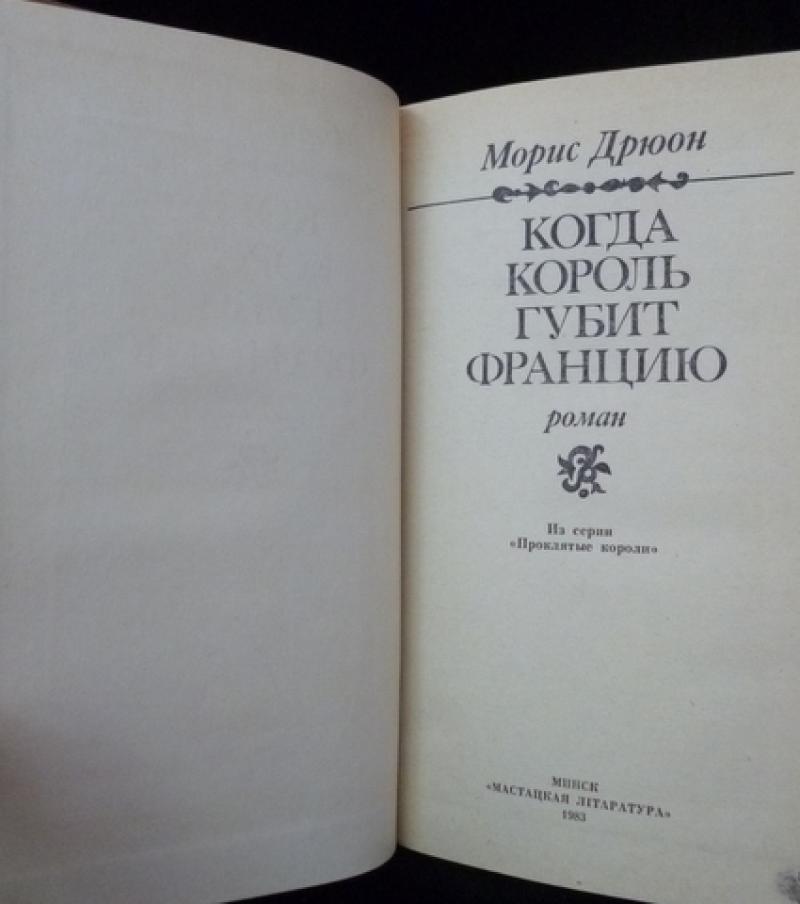 Морис Дрюон
КОГДА
КОРОЛЬ
ГУБИТ
ФРАНЦИЮ
роман
Из серии
«Проклятые короли»
МИНСК
«МАСТАЦКАЯ ЛІТАРАТУРА»
1983